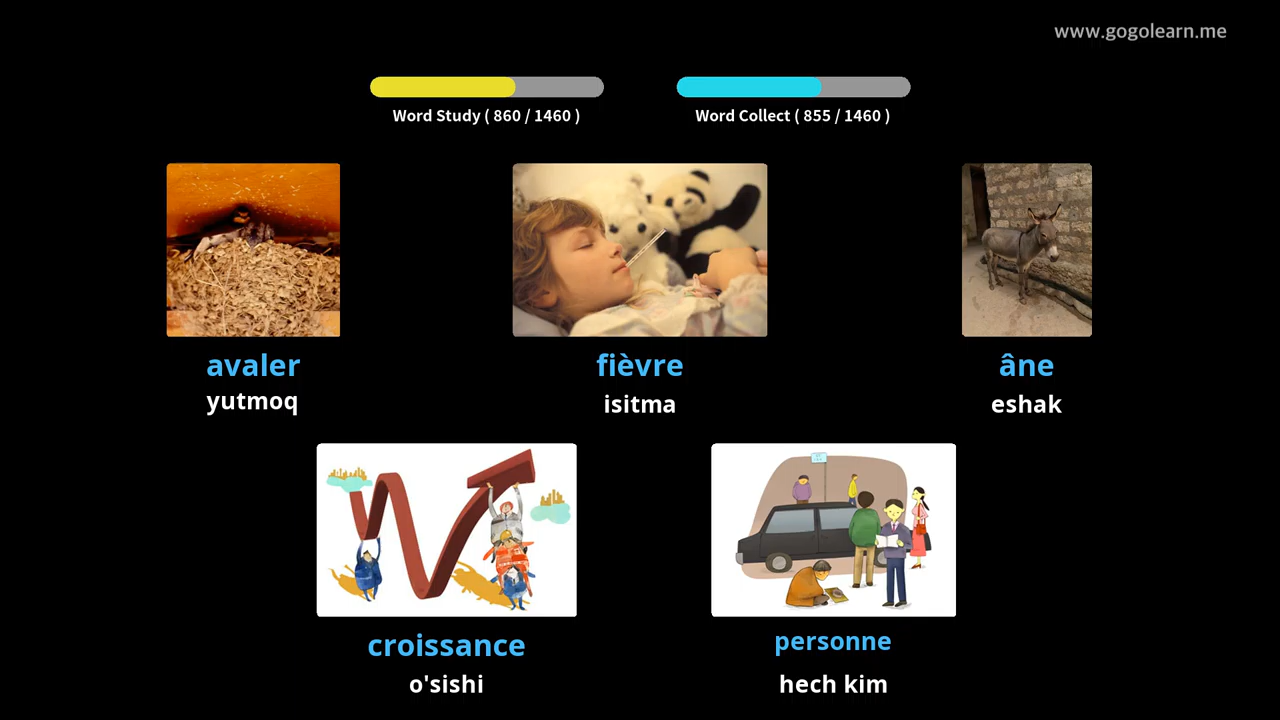 www.gogolearn.me
Word Study ( 860 / 1460 )
Word Collect ( 855 / 1460 )
avaler
yutmoq
fièvre
isitma
âne
eshak
croissance
o'sishi
personne
hech kim